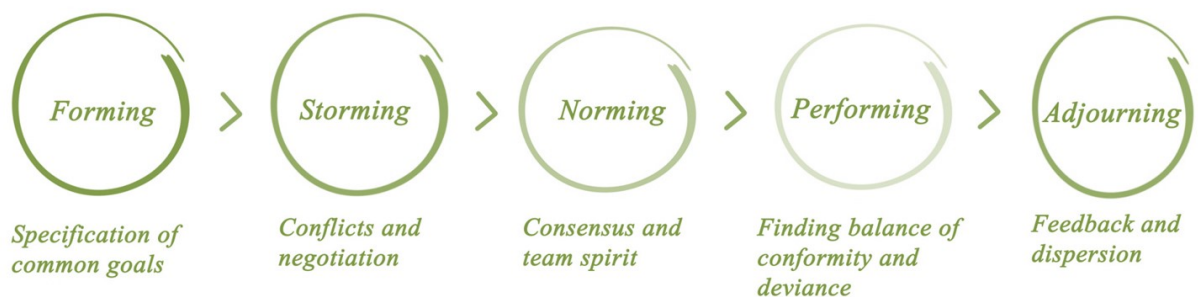 Forming
>
Storming
>
Norming
>
Performing
>
Adjourning
Specification of
common goals
Conflicts and
negotiation
Consensus and
team spirit
Finding balance of
conformity and
deviance
Feedback and
dispersion